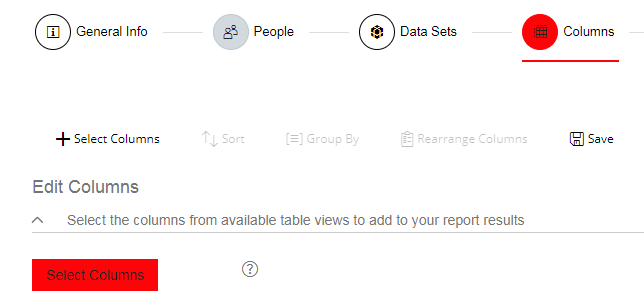 General Info People Data Sets Columns
Select Columns Sort Group By Rearrange Columns Save
Edit Columns
Select the columns from available table views to add to your report results
Select Columns ?